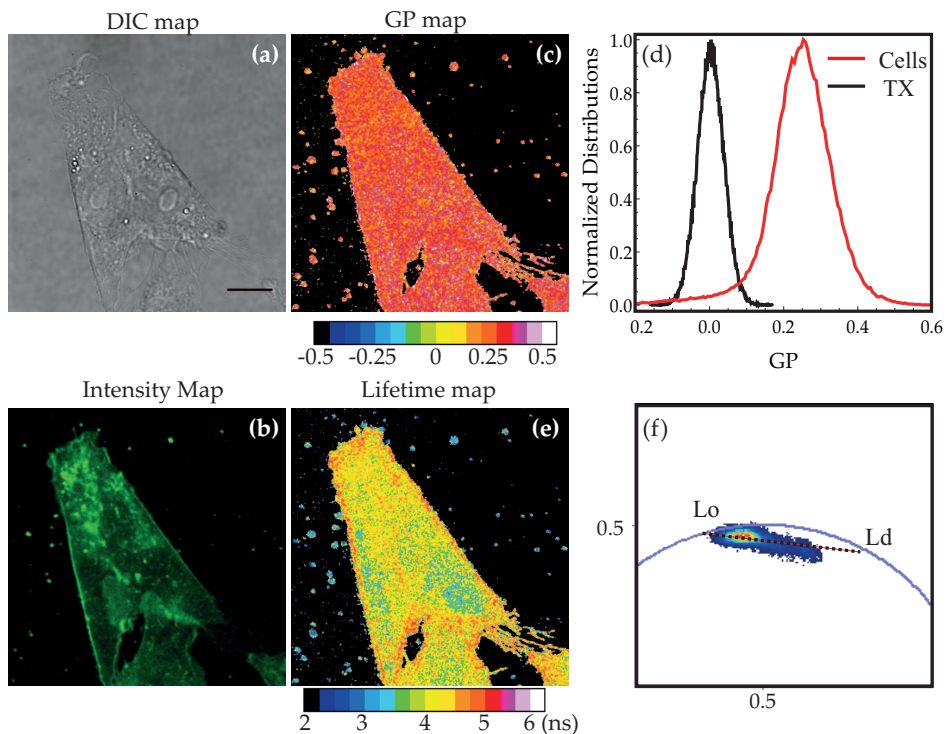 DIC map
(a)
GP map
(c)
-0.5 -0.25 0 0.25 0.5
(d)
Cells
TX
Normalized Distributions
1.0
0.8
0.6
0.4
0.2
0.0
0.2 0.0 0.2 0.4 0.6
GP
Intensity Map
(b)
Lifetime map
(e)
2 3 4 5 6 (ns)
(f)
Lo
Ld
0.5
0.5